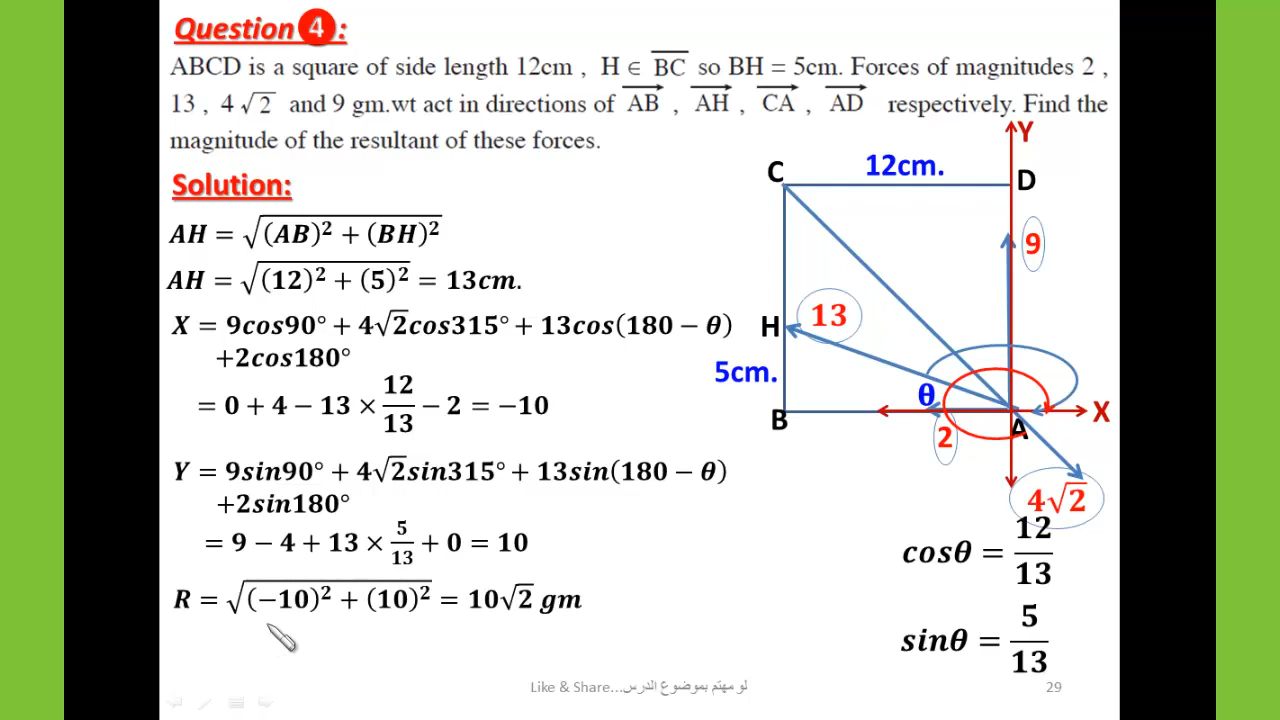 Question 4 :
ABCD is a square of side length 12cm , H ∈ BC so BH = 5cm. Forces of magnitudes 2 ,
13 , 4 √2 and 9 gm.wt act in directions of AB , AH , CA , AD respectively. Find the
magnitude of the resultant of these forces.
Solution:
AH = √(AB)² + (BH)²
AH = √(12)² + (5)² = 13cm.
X = 9cos90° + 4√2cos315° + 13cos(180 − θ)
+2cos180°
= 0 + 4 − 13 × 12/13 − 2 = −10
Y = 9sin90° + 4√2sin315° + 13sin(180 − θ)
+2sin180°
= 9 − 4 + 13 × 5/13 + 0 = 10
R = √(−10)² + (10)² = 10√2 gm
Y
C
12cm.
D
9
13
H
5cm.
θ
X
B
A
2
4√2
cosθ = 12/13
sinθ = 5/13
لو مهتم بموضوع الدرس...Like & Share
29